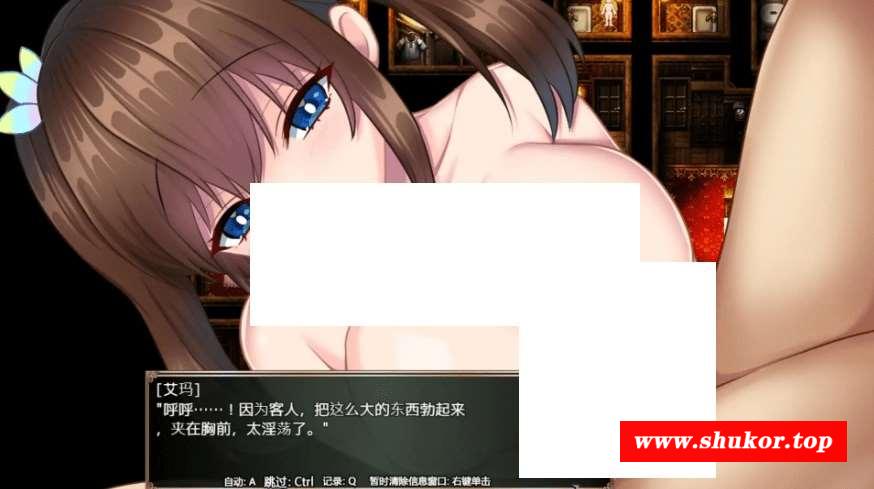 [艾玛]
"呼呼……！因为客人，把这么大的东西勃起来
，夹在胸前，太淫荡了。"
自动: A 跳过: Ctrl 记录: Q 暂时清除信息窗口: 右键单击
www.shukor.top